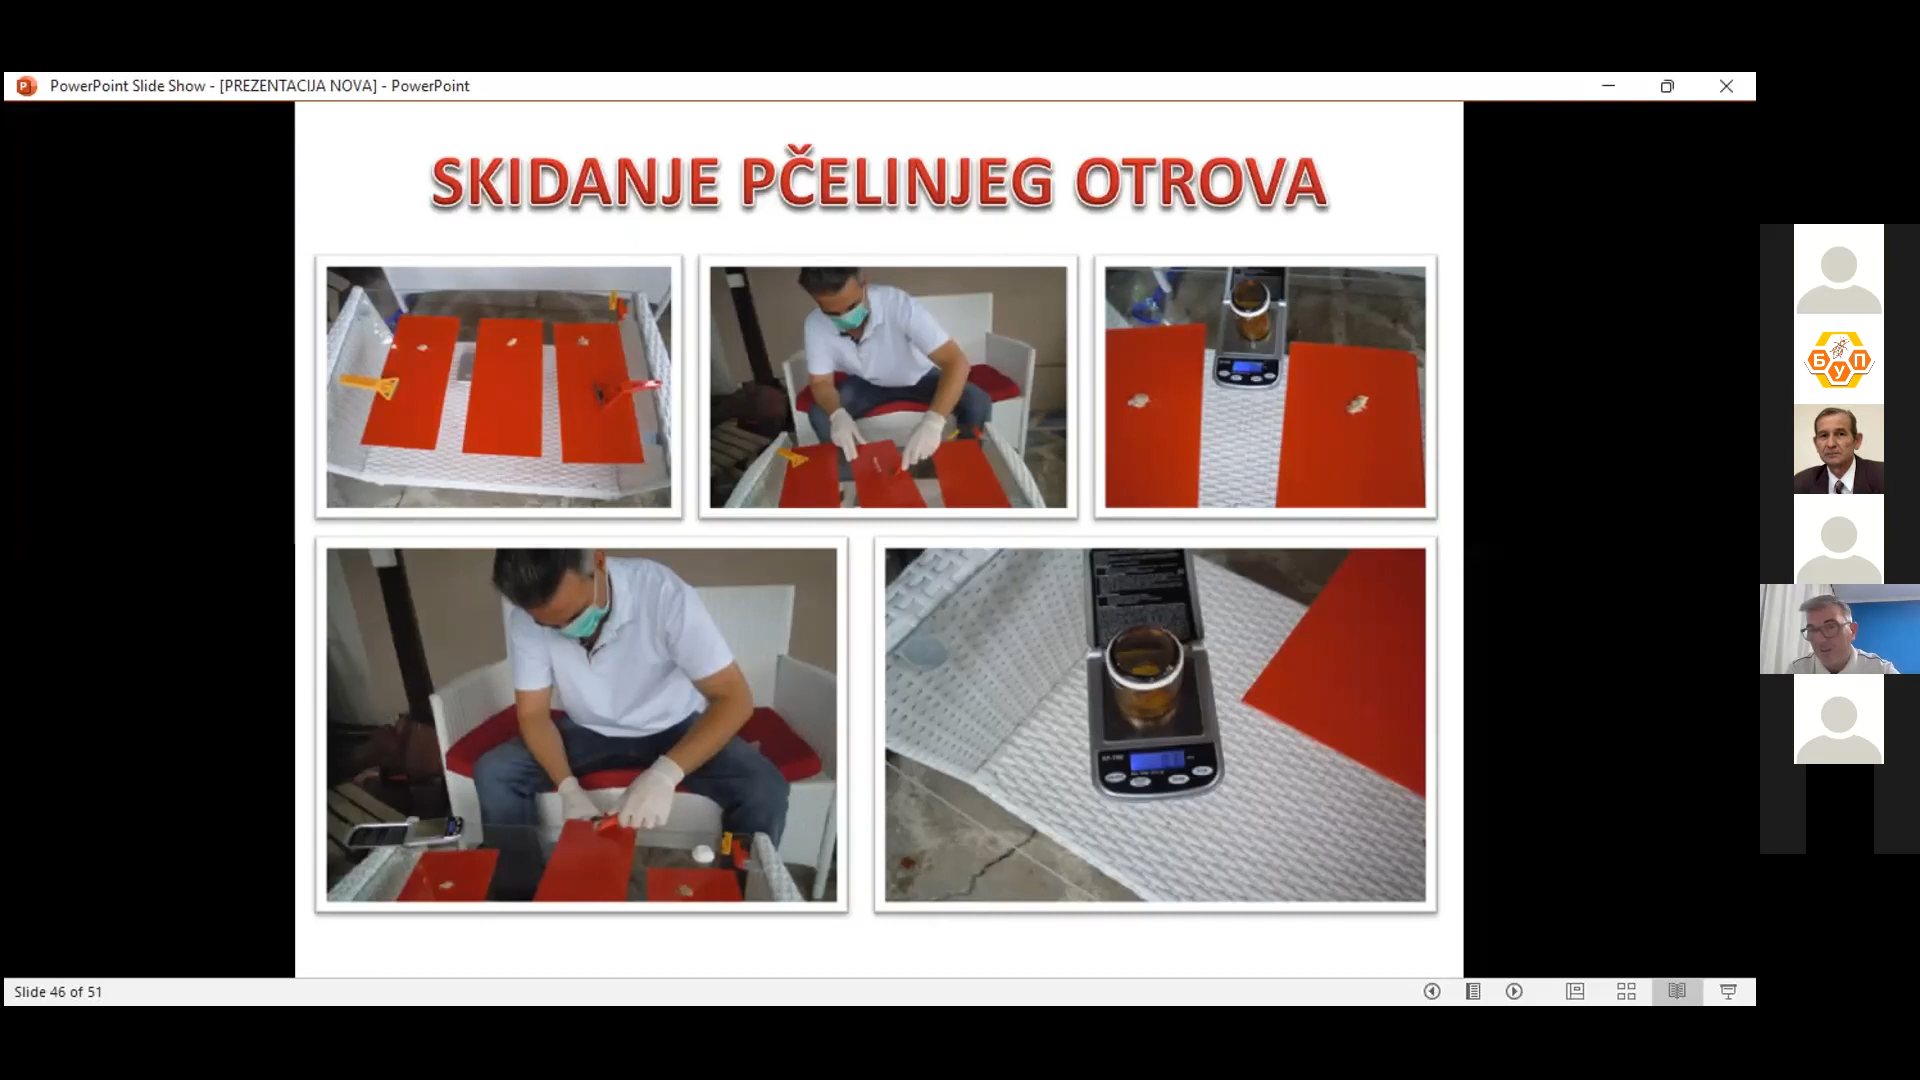 PowerPoint Slide Show - [PREZENTACIJA NOVA] - PowerPoint
SKIDANJE PČELINJEG OTROVA
Б
У
П
Slide 46 of 51